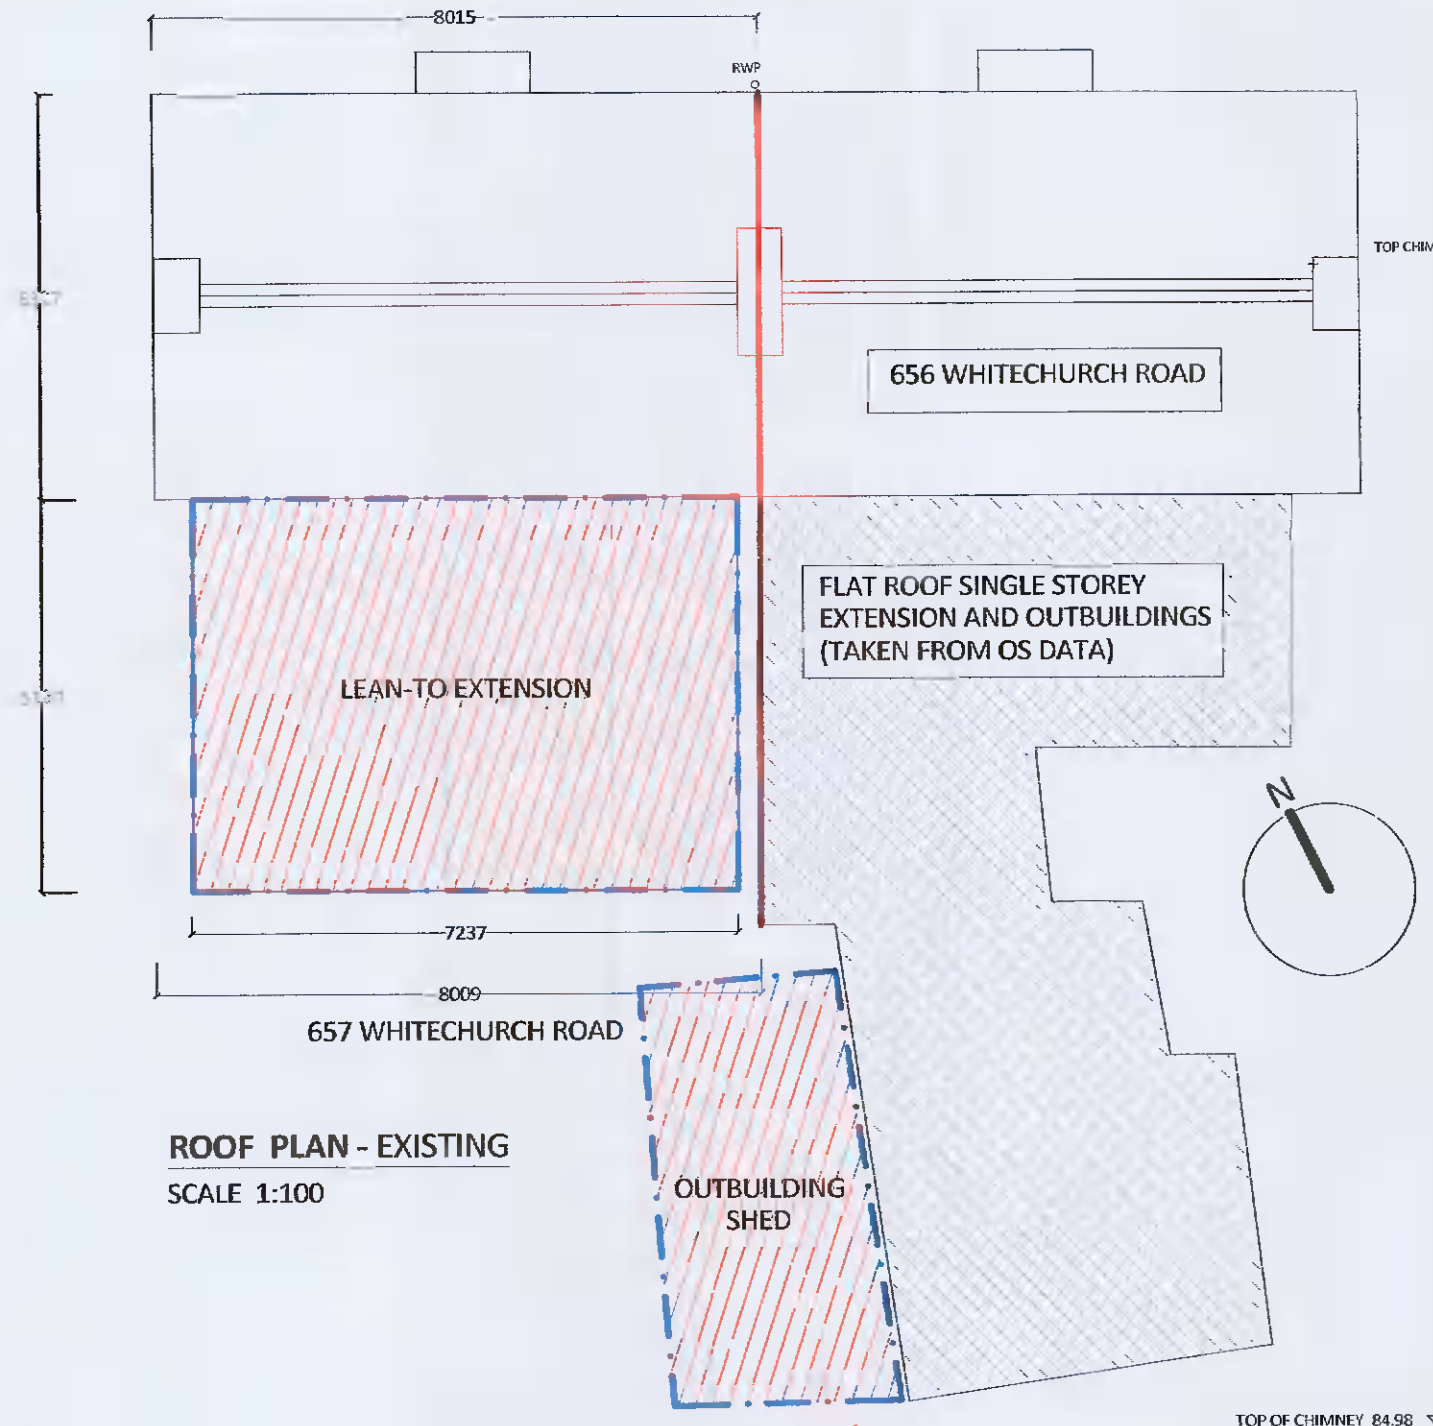 8015
RWP
TOP CHIM
656 WHITECHURCH ROAD
FLAT ROOF SINGLE STOREY
EXTENSION AND OUTBUILDINGS
(TAKEN FROM OS DATA)
LEAN-TO EXTENSION
N
7237
8009
657 WHITECHURCH ROAD
ROOF PLAN - EXISTING
SCALE 1:100
OUTBUILDING
SHED
TOP OF CHIMNEY 84.98